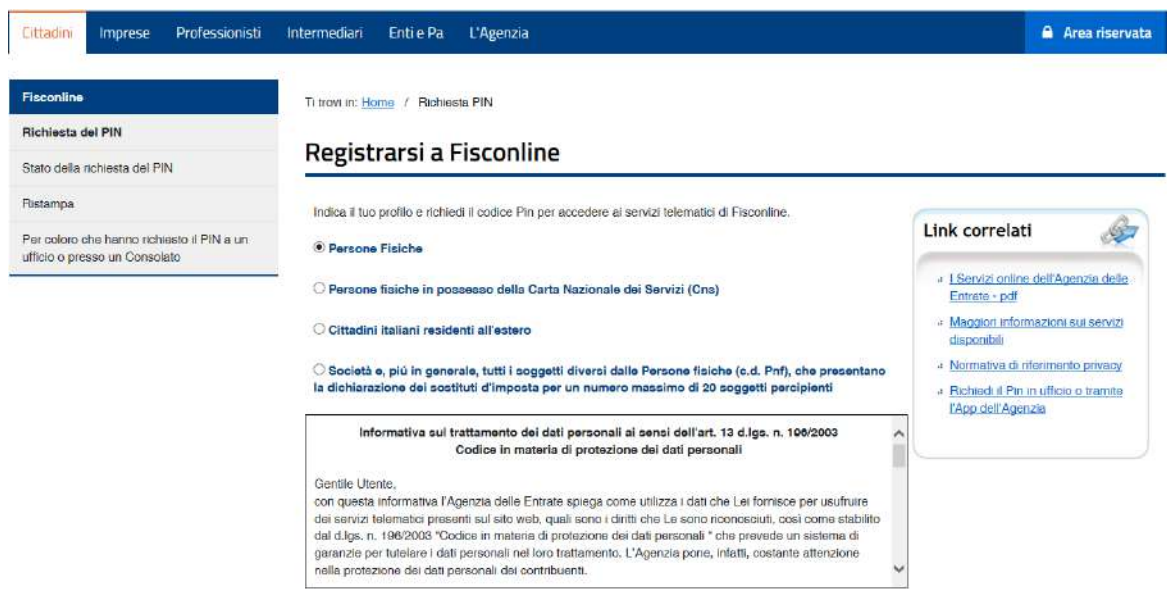 Cittadini Imprese Professionisti Intermediari Enti e Pa L'Agenzia Area riservata
Fisconline
Richiesta del PIN
Stato della richiesta del PIN
Ristampa
Per coloro che hanno richiesto il PIN a un
ufficio o presso un Consolato
Ti trovi in: Home / Richiesta PIN
Registrarsi a Fisconline
Indica il tuo profilo e richiedi il codice Pin per accedere ai servizi telematici di Fisconline.
Persone Fisiche
Persone fisiche in possesso della Carta Nazionale dei Servizi (Cns)
Cittadini italiani residenti all'estero
Società e, piú in generale, tutti i soggetti diversi dalle Persone fisiche (c.d. Pnf), che presentano
la dichiarazione dei sostituti d'imposta per un numero massimo di 20 soggetti percipienti
Informativa sul trattamento dei dati personali ai sensi dell'art. 13 d.lgs. n. 196/2003
Codice in materia di protezione dei dati personali
Gentile Utente,
con questa informativa l'Agenzia delle Entrate spiega come utilizza i dati che Lei fornisce per usufruire
dei servizi telematici presenti sul sito web, quali sono i diritti che Le sono riconosciuti, così come stabilito
dal d.lgs. n. 196/2003 "Codice in materia di protezione dei dati personali " che prevede un sistema di
garanzie per tutelare i dati personali nel loro trattamento. L'Agenzia pone, infatti, costante attenzione
nella protezione dei dati personali dei contribuenti.
Link correlati
I Servizi online dell'Agenzia delle
Entrate - pdf
Maggiori informazioni sui servizi
disponibili
Normativa di riferimento privacy
Richiedi il Pin in ufficio o tramite
l'App dell'Agenzia